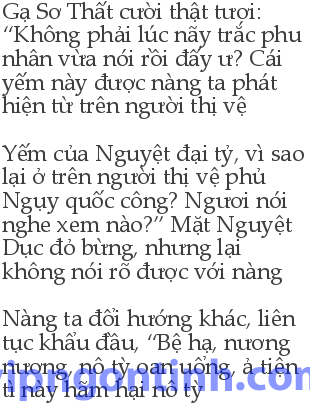 Gạ Sơ Thất cười thật tươi:
“Không phải lúc nãy trắc phu
nhân vừa nói rồi đấy ư? Cái
yếm này được nàng ta phát
hiện từ trên người thị vệ
Yếm của Nguyệt đại tỷ, vì sao
lại ở trên người thị vệ phủ
Ngụy quốc công? Ngươi nói
nghe xem nào?” Mặt Nguyệt
Dục đỏ bừng, nhưng lại
không nói rõ được với nàng
Nàng ta đổi hướng khác, liên
tục khẩu đầu, “Bệ hạ, nương
nương, nô tỳ oan uổng, ả tiện
tì này hãm hại nô tỳ
vipngontinh.com